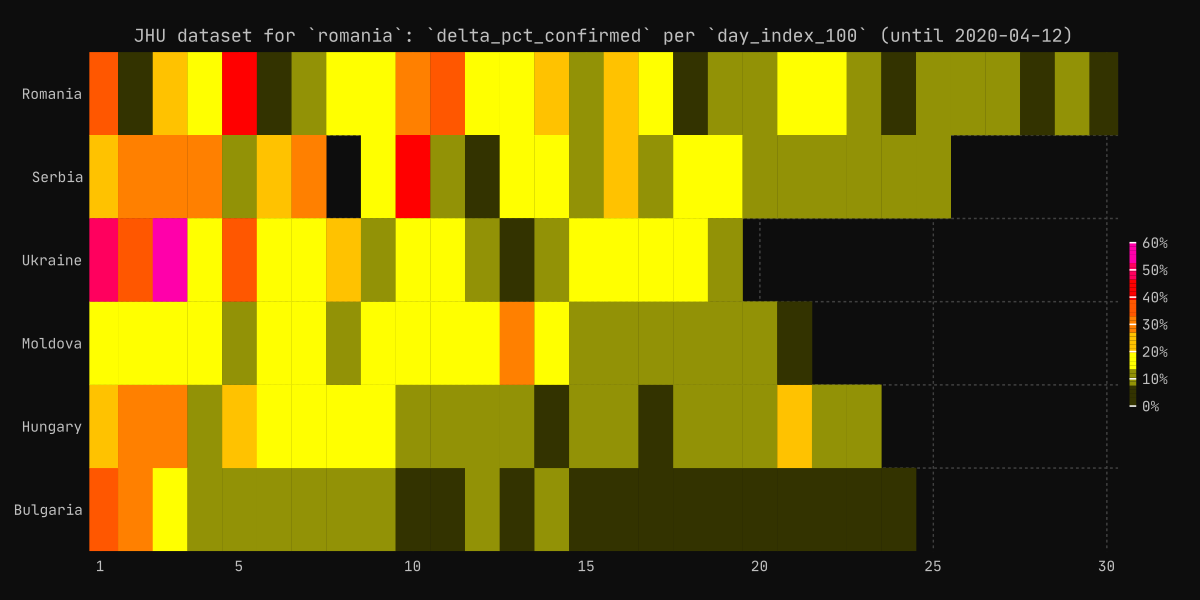 JHU dataset for `romania`: `delta_pct_confirmed` per `day_index_100` (until 2020-04-12)
Romania
Serbia
Ukraine
Moldova
Hungary
Bulgaria
60%
50%
40%
30%
20%
10%
0%
1 5 10 15 20 25 30